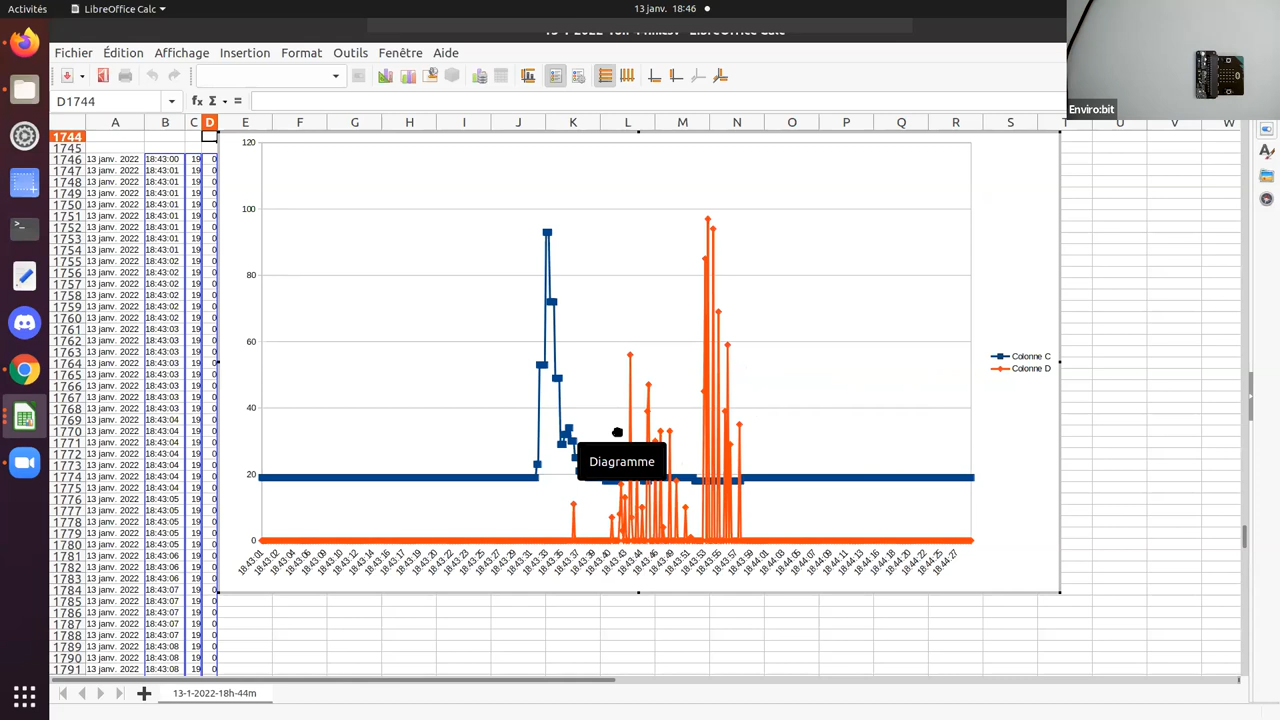 Activités
LibreOffice Calc
13 janv. 18:46
Fichier Édition Affichage Insertion Format Outils Fenêtre Aide
D1744
fx Σ =
A B C D E F G H I J K L M N O P Q R S T U V W
1744
1745
1746 13 janv. 2022 18:43:00 19 0
1747 13 janv. 2022 18:43:01 19 0
1748 13 janv. 2022 18:43:01 19 0
1749 13 janv. 2022 18:43:01 19 0
1750 13 janv. 2022 18:43:01 19 0
1751 13 janv. 2022 18:43:01 19 0
1752 13 janv. 2022 18:43:01 19 0
1753 13 janv. 2022 18:43:01 19 0
1754 13 janv. 2022 18:43:01 19 0
1755 13 janv. 2022 18:43:02 19 0
1756 13 janv. 2022 18:43:02 19 0
1757 13 janv. 2022 18:43:02 19 0
1758 13 janv. 2022 18:43:02 19 0
1759 13 janv. 2022 18:43:02 19 0
1760 13 janv. 2022 18:43:02 19 0
1761 13 janv. 2022 18:43:03 19 0
1762 13 janv. 2022 18:43:03 19 0
1763 13 janv. 2022 18:43:03 19 0
1764 13 janv. 2022 18:43:03 19 0
1765 13 janv. 2022 18:43:03 19 0
1766 13 janv. 2022 18:43:03 19 0
1767 13 janv. 2022 18:43:03 19 0
1768 13 janv. 2022 18:43:03 19 0
1769 13 janv. 2022 18:43:04 19 0
1770 13 janv. 2022 18:43:04 19 0
1771 13 janv. 2022 18:43:04 19 0
1772 13 janv. 2022 18:43:04 19 0
1773 13 janv. 2022 18:43:04 19 0
1774 13 janv. 2022 18:43:04 19 0
1775 13 janv. 2022 18:43:05 19 0
1776 13 janv. 2022 18:43:05 19 0
1777 13 janv. 2022 18:43:05 19 0
1778 13 janv. 2022 18:43:05 19 0
1779 13 janv. 2022 18:43:05 19 0
1780 13 janv. 2022 18:43:05 19 0
1781 13 janv. 2022 18:43:06 19 0
1782 13 janv. 2022 18:43:06 19 0
1783 13 janv. 2022 18:43:06 19 0
1784 13 janv. 2022 18:43:07 19 0
1785 13 janv. 2022 18:43:07 19 0
1786 13 janv. 2022 18:43:07 19 0
1787 13 janv. 2022 18:43:07 19 0
1788 13 janv. 2022 18:43:07 19 0
1789 13 janv. 2022 18:43:08 19 0
1790 13 janv. 2022 18:43:08 19 0
1791 13 janv. 2022 18:43:08 19 0
120
100
80
60
40
20
0
Colonne C
Colonne D
Diagramme
Enviro:bit
13-1-2022-18h-44m